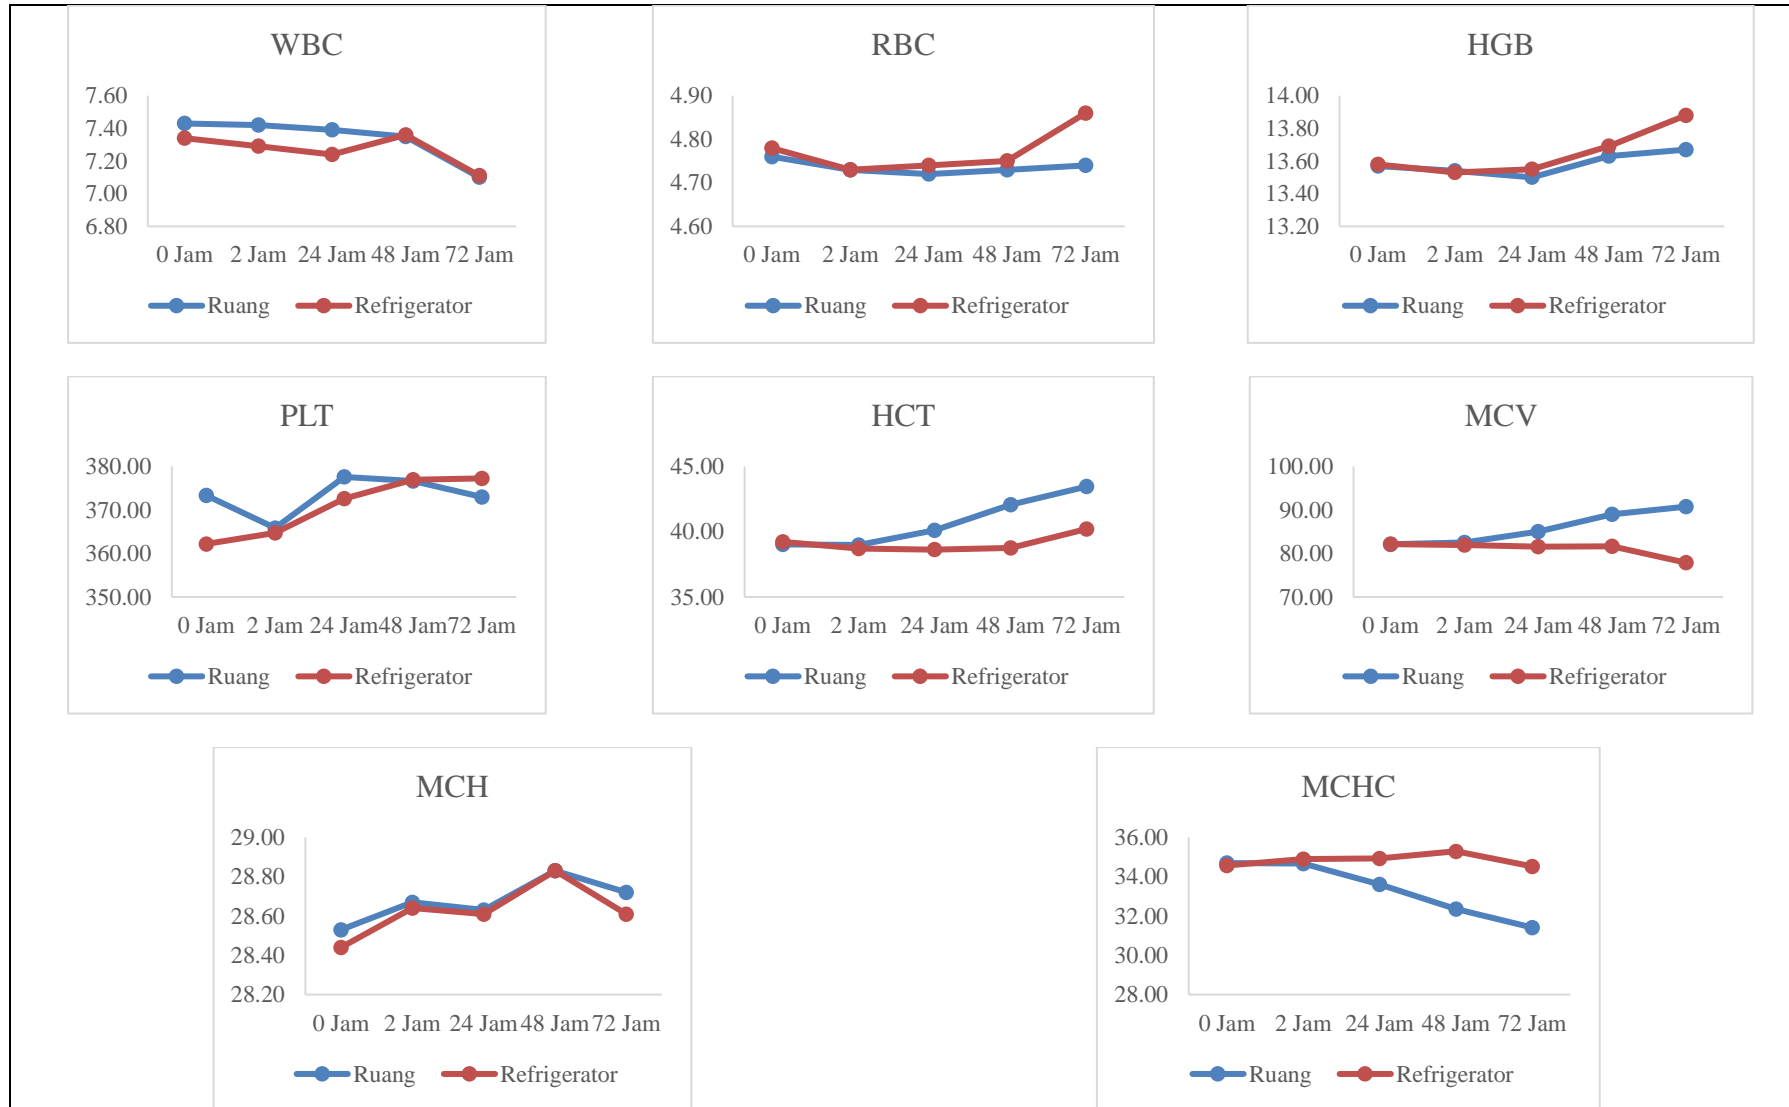 WBC
7.60
7.40
7.20
7.00
6.80
0 Jam 2 Jam 24 Jam 48 Jam 72 Jam
Ruang Refrigerator
RBC
4.90
4.80
4.70
4.60
0 Jam 2 Jam 24 Jam 48 Jam 72 Jam
Ruang Refrigerator
HGB
14.00
13.80
13.60
13.40
13.20
0 Jam 2 Jam 24 Jam 48 Jam 72 Jam
Ruang Refrigerator
PLT
380.00
370.00
360.00
350.00
0 Jam 2 Jam 24 Jam 48 Jam 72 Jam
Ruang Refrigerator
HCT
45.00
40.00
35.00
0 Jam 2 Jam 24 Jam 48 Jam 72 Jam
Ruang Refrigerator
MCV
100.00
90.00
80.00
70.00
0 Jam 2 Jam 24 Jam 48 Jam 72 Jam
Ruang Refrigerator
MCH
29.00
28.80
28.60
28.40
28.20
0 Jam 2 Jam 24 Jam 48 Jam 72 Jam
Ruang Refrigerator
MCHC
36.00
34.00
32.00
30.00
28.00
0 Jam 2 Jam 24 Jam 48 Jam 72 Jam
Ruang Refrigerator